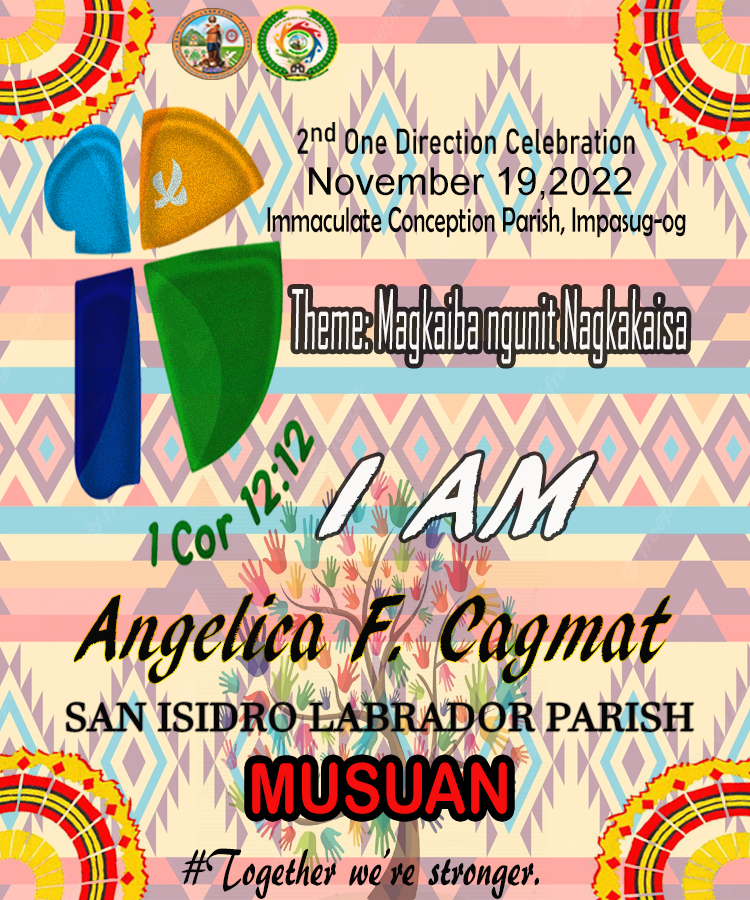 2nd One Direction Celebration
November 19,2022
Immaculate Conception Parish, Impasug-og
Theme: Magkaiba ngunit Nagkakaisa
1 Cor 12:12
I AM
Angelica F. Cagmat
SAN ISIDRO LABRADOR PARISH
MUSUAN
#Together we're stronger.